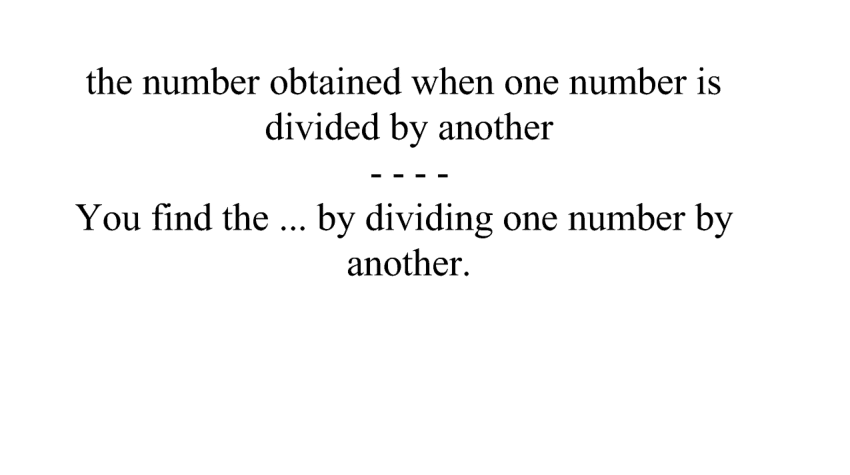 the number obtained when one number is
divided by another
- - - -
You find the ... by dividing one number by
another.